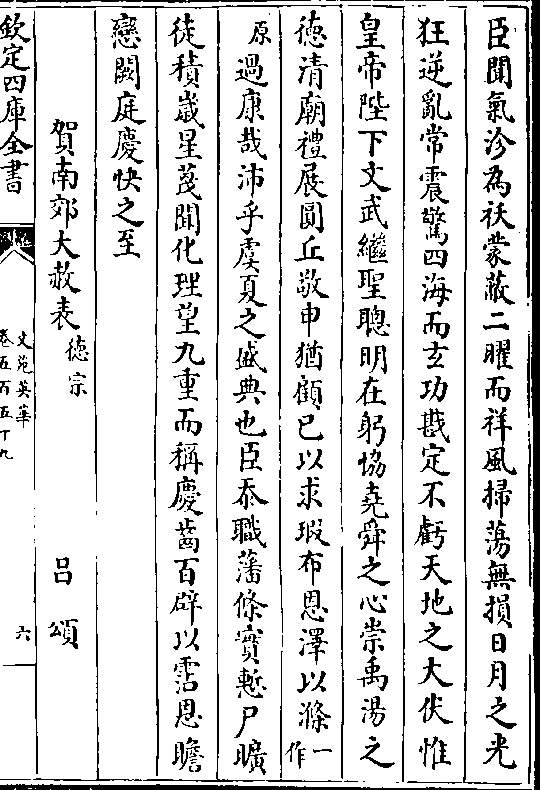 臣聞氣沴為祅蒙蔽二曜而祥風掃蕩無損日月之光
狂逆亂常震驚四海而玄功戡定不虧天地之大伏惟
皇帝陛下文武繼聖聰明在躬協堯舜之心崇禹湯之
徳清廟禮展圓丘敬申猶顧已以求瑕布恩澤以滌一作
原過康哉沛乎虞夏之盛典也臣忝職藩條實慙尸曠
徒積嵗星荗聞化理望九重而稱慶齒百辟以霑恩瞻
戀闕庭慶快之至
賀南郊大赦表徳宗 吕頌
欽定四庫全書
文苑英華
卷五百五十九
六